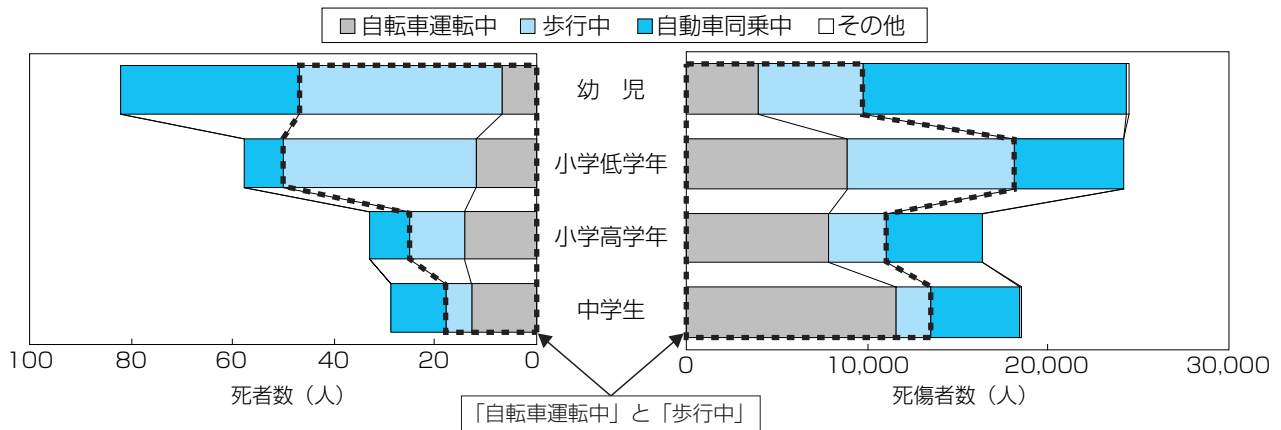 自転車運転中 歩行中 自動車同乗中 その他
幼 児
小学低学年
小学高学年
中学生
100 80 60 40 20 0
死者数（人）
0 10,000 20,000 30,000
死傷者数（人）
「自転車運転中」と「歩行中」